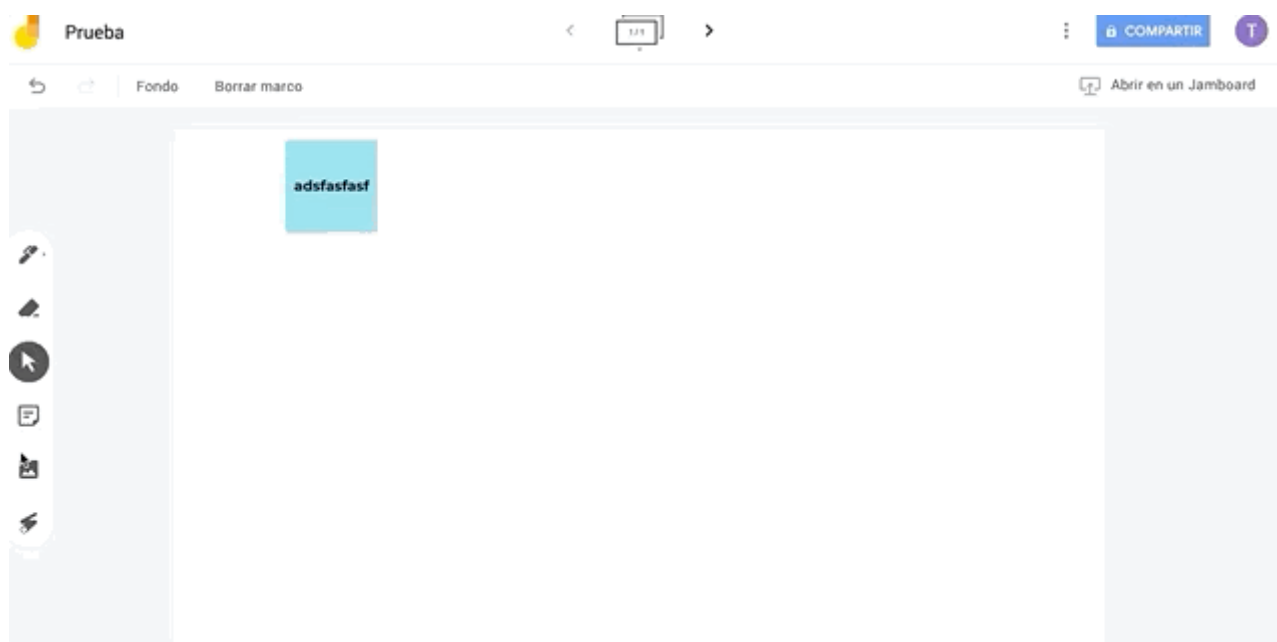 Prueba
1/1
COMPARTIR
T
Fondo
Borrar marco
Abrir en un Jamboard
adsfasfasf